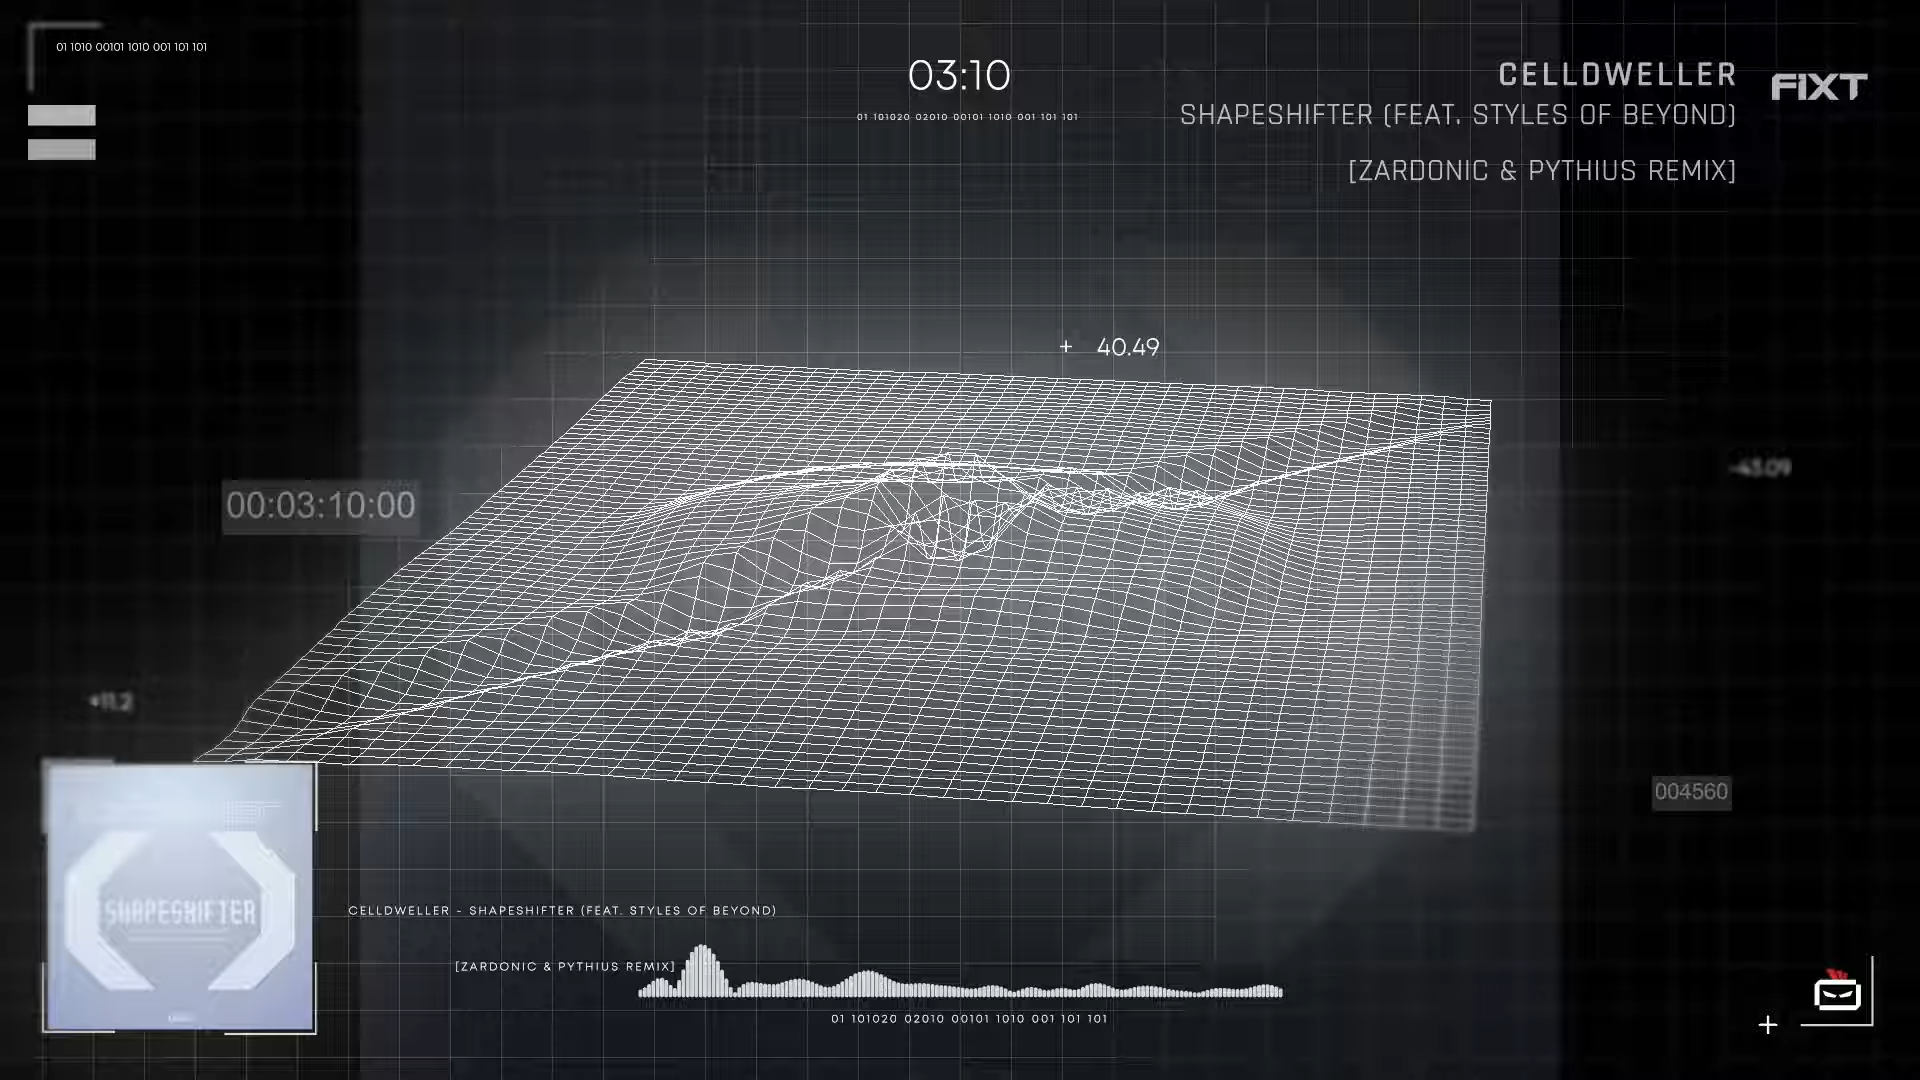 01 1010 00101 1010 001 101 101
03:10
01 101020 02010 00101 1010 001 101 101
CELLDWELLER
FiXT
SHAPESHIFTER (FEAT. STYLES OF BEYOND)
[ZARDONIC & PYTHIUS REMIX]
+ 40.49
-43.09
00:03:10:00
+11.2
004560
SHAPESHIFTER
CELLDWELLER - SHAPESHIFTER (FEAT. STYLES OF BEYOND)
[ZARDONIC & PYTHIUS REMIX]
01 101020 02010 00101 1010 001 101 101